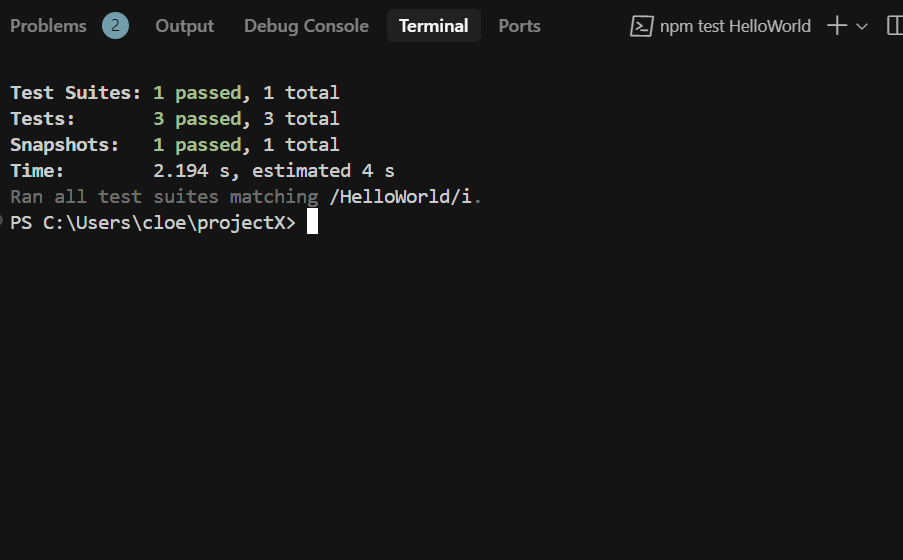 Problems 2 Output Debug Console Terminal Ports npm test HelloWorld
Test Suites: 1 passed, 1 total
Tests: 3 passed, 3 total
Snapshots: 1 passed, 1 total
Time: 2.194 s, estimated 4 s
Ran all test suites matching /HelloWorld/i.
PS C:\Users\cloe\projectX>